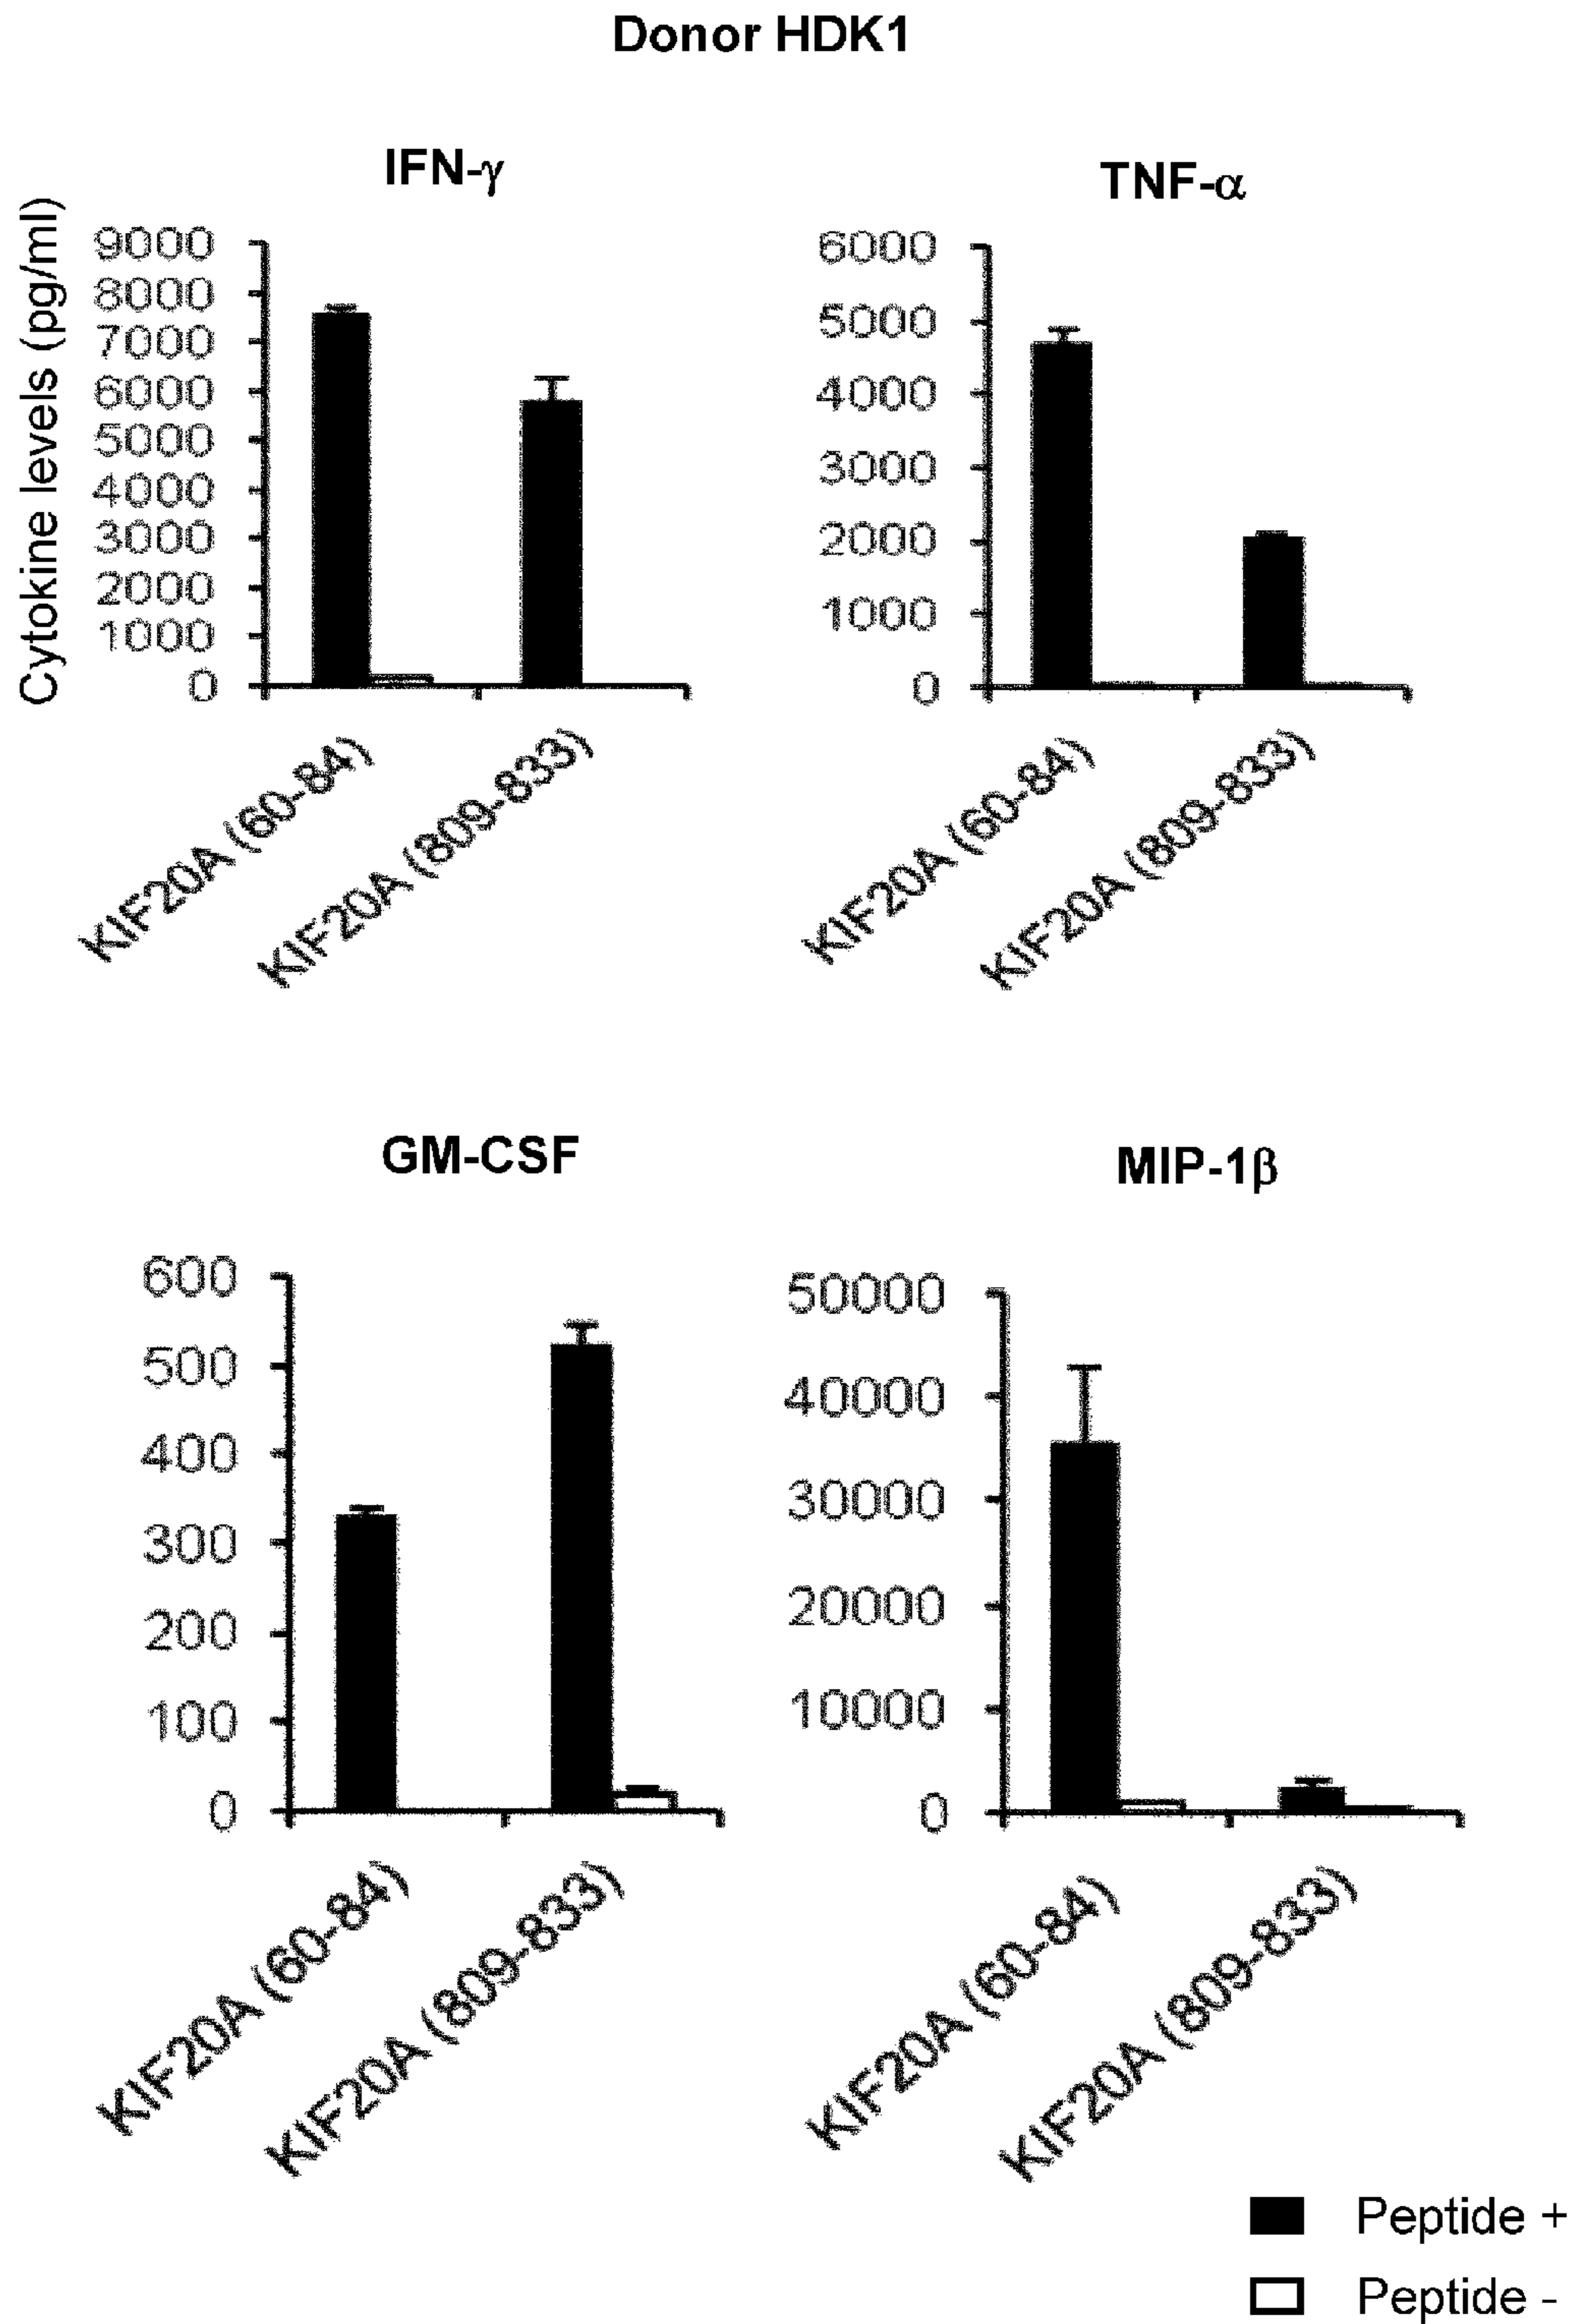 Donor HDK1
IFN-γ
Cytokine levels (pg/ml)
9000
8000
7000
6000
5000
4000
3000
2000
1000
0
KIF20A (60-84)
KIF20A (809-833)
TNF-α
6000
5000
4000
3000
2000
1000
0
KIF20A (60-84)
KIF20A (809-833)
GM-CSF
600
500
400
300
200
100
0
KIF20A (60-84)
KIF20A (809-833)
MIP-1β
50000
40000
30000
20000
10000
0
KIF20A (60-84)
KIF20A (809-833)
Peptide +
Peptide -